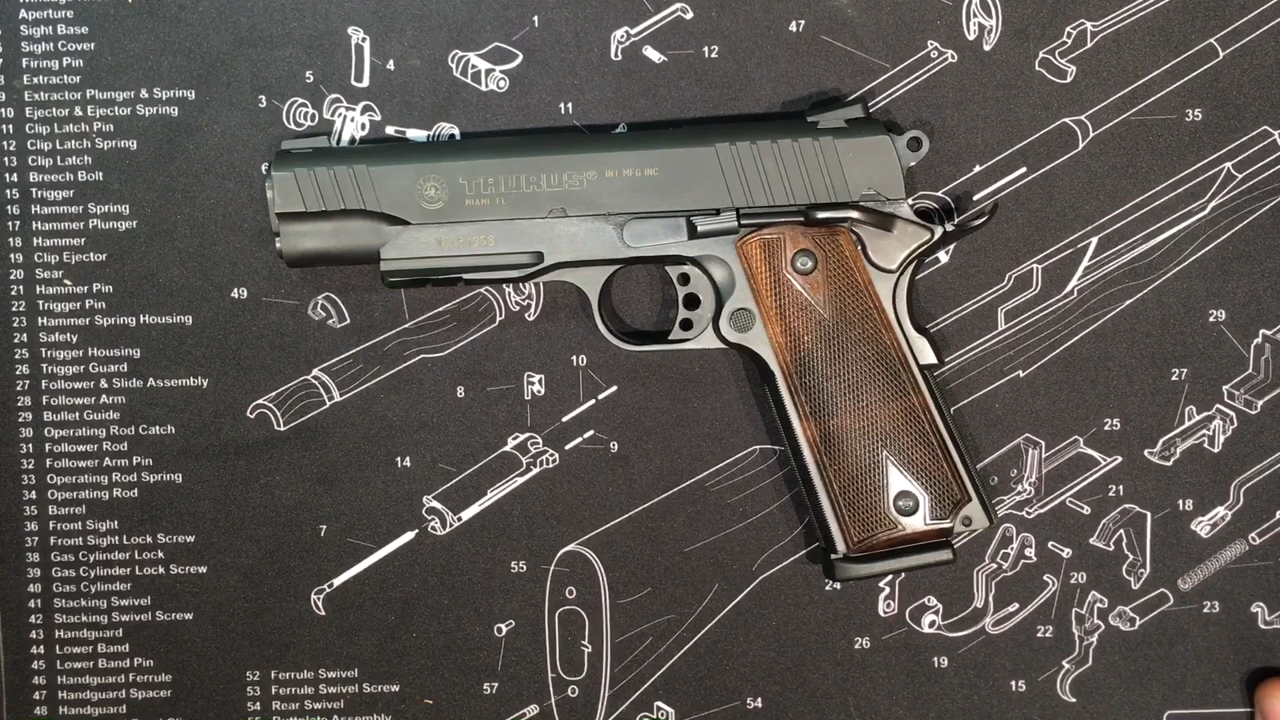 Aperture
Sight Base
Sight Cover
Firing Pin
Extractor
Extractor Plunger & Spring
10 Ejector & Ejector Spring
11 Clip Latch Pin
12 Clip Latch Spring
13 Clip Latch
14 Breech Bolt
15 Trigger
16 Hammer Spring
17 Hammer Plunger
18 Hammer
19 Clip Ejector
20 Sear
21 Hammer Pin
22 Trigger Pin
23 Hammer Spring Housing
24 Safety
25 Trigger Housing
26 Trigger Guard
27 Follower & Slide Assembly
28 Follower Arm
29 Bullet Guide
30 Operating Rod Catch
31 Follower Rod
32 Follower Arm Pin
33 Operating Rod Spring
34 Operating Rod
35 Barrel
36 Front Sight
37 Front Sight Lock Screw
38 Gas Cylinder Lock
39 Gas Cylinder Lock Screw
40 Gas Cylinder
41 Stacking Swivel
42 Stacking Swivel Screw
43 Handguard
44 Lower Band
45 Lower Band Pin
46 Handguard Ferrule
47 Handguard Spacer
48 Handguard
52 Ferrule Swivel
53 Ferrule Swivel Screw
54 Rear Swivel
55 Buttplate Assembly
TAURUS® INT MFG INC
MIAMI FL
1
4
5
3
12
47
11
6
35
49
8
10
9
14
7
55
57
54
29
27
25
21
18
20
23
22
24
26
19
15